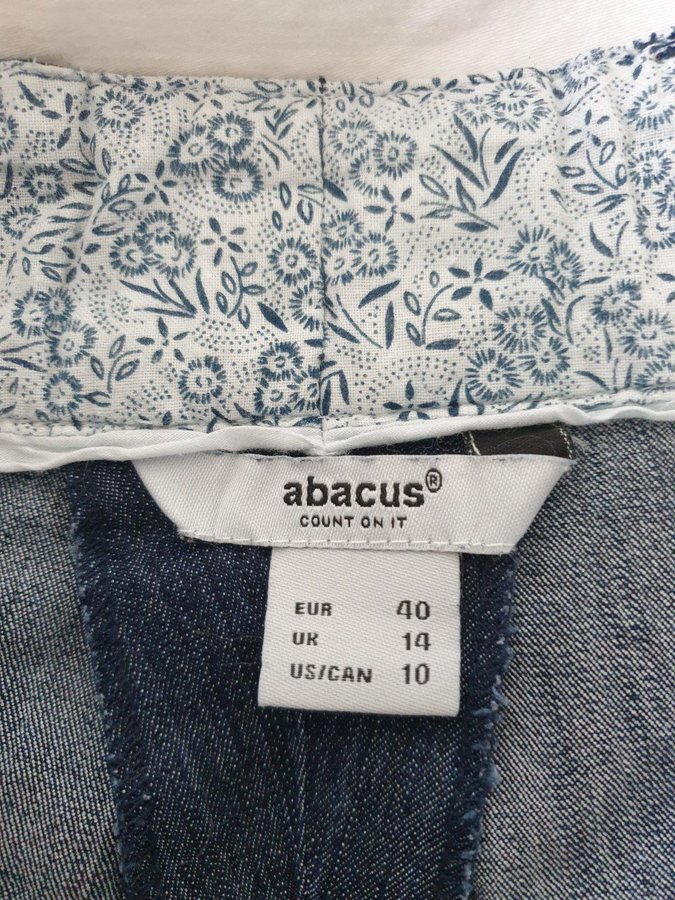 abacus®
COUNT ON IT
EUR 40
UK 14
US/CAN 10